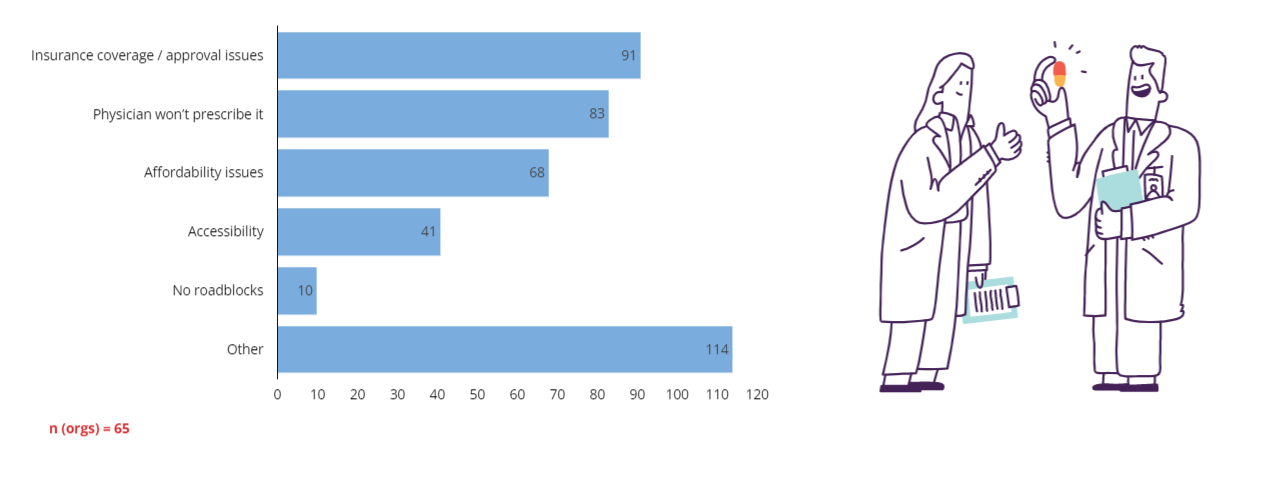 Insurance coverage / approval issues 91
Physician won’t prescribe it 83
Affordability issues 68
Accessibility 41
No roadblocks 10
Other 114
0 10 20 30 40 50 60 70 80 90 100 110 120
n (orgs) = 65